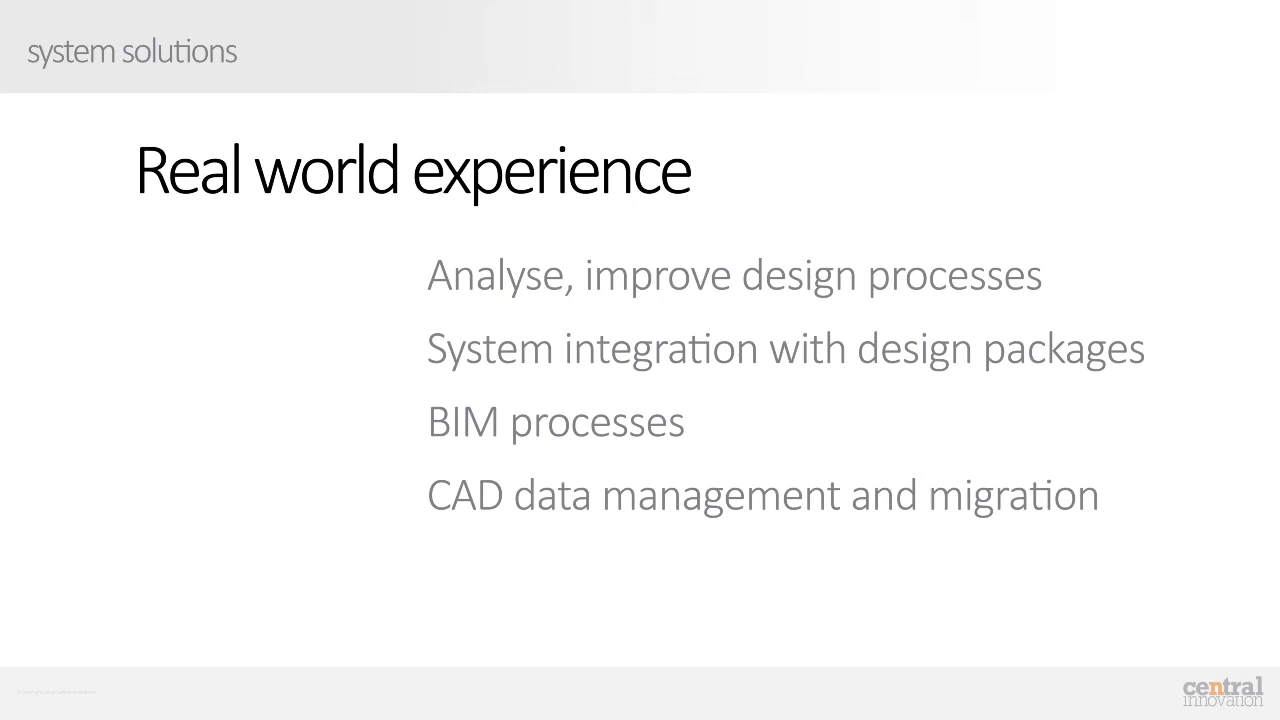 system solutions
Real world experience
Analyse, improve design processes
System integration with design packages
BIM processes
CAD data management and migration
central
innovation